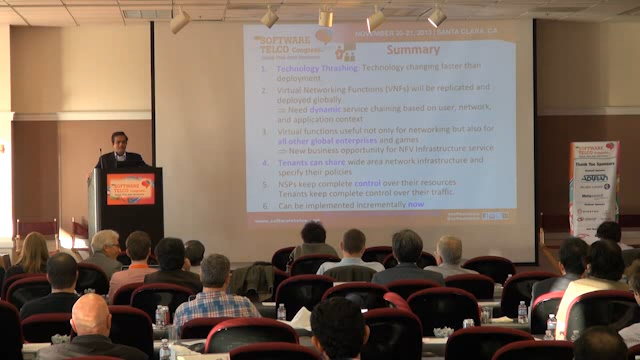 SOFTWARE
TELCO Congress
NOVEMBER 20-21, 2013 | SANTA CLARA, CA
Summary
1. Technology Thrashing: Technology changing faster than
deployment
2. Virtual Networking Functions (VNFs) will be replicated and
deployed globally
⇒ Need dynamic service chaining based on user, network,
and application context
3. Virtual functions useful not only for networking but also for
all other global enterprises and games
⇒ New business opportunity for NFV Infrastructure service
4. Tenants can share wide area network infrastructure and
specify their policies
5. NSPs keep complete control over their resources
Tenants keep complete control over their traffic
6. Can be implemented incrementally now
SOFTWARE
TELCO
Thank You Sponsors
ADTRAN